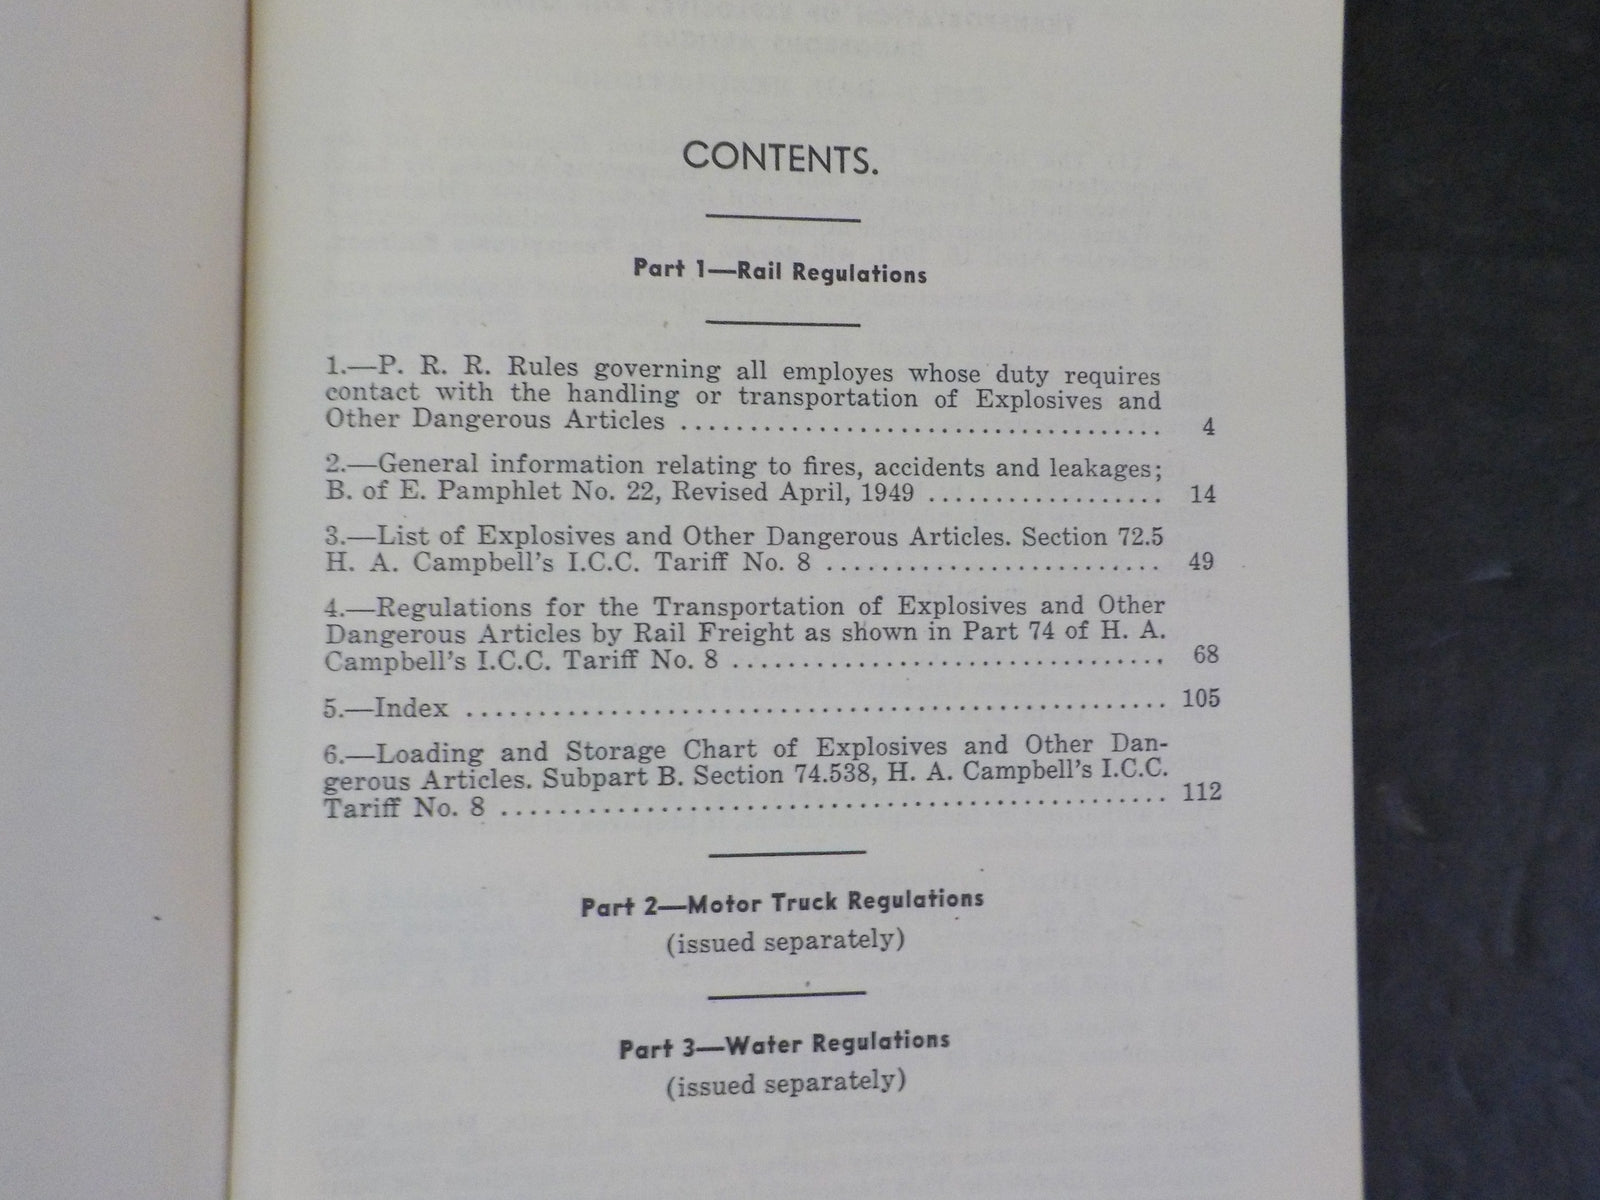 CONTENTS.
Part 1—Rail Regulations
1.—P. R. R. Rules governing all employes whose duty requires
contact with the handling or transportation of Explosives and
Other Dangerous Articles .................................. 4
2.—General information relating to fires, accidents and leakages;
B. of E. Pamphlet No. 22, Revised April, 1949 ................. 14
3.—List of Explosives and Other Dangerous Articles. Section 72.5
H. A. Campbell's I.C.C. Tariff No. 8 ........................ 49
4.—Regulations for the Transportation of Explosives and Other
Dangerous Articles by Rail Freight as shown in Part 74 of H. A.
Campbell's I.C.C. Tariff No. 8 ............................... 68
5.—Index .................................................. 105
6.—Loading and Storage Chart of Explosives and Other Dan-
gerous Articles. Subpart B. Section 74.538, H. A. Campbell's I.C.C.
Tariff No. 8 ................................................ 112
Part 2—Motor Truck Regulations
(issued separately)
Part 3—Water Regulations
(issued separately)